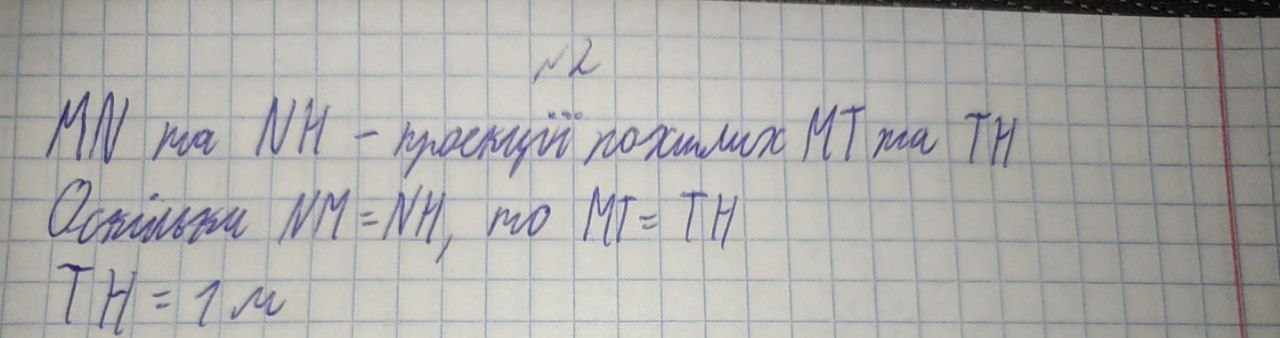 №2
MN та NH - проекції похилих MT та TH
Оскільки NM = NH, то MT = TH
TH = 1 м